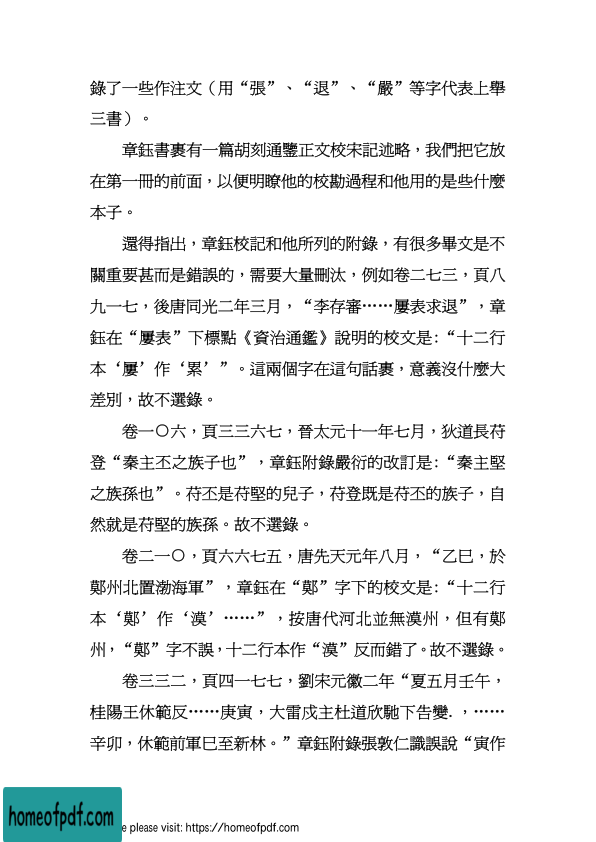 錄了一些作注文（用“張”、“退”、“嚴”等字代表上舉
三書）。
章鈺書裏有一篇胡刻通鑒正文校宋記述略，我們把它放
在第一冊的前面，以便明瞭他的校勘過程和他用的是些什麼
本子。
還得指出，章鈺校記和他所列的附錄，有很多畢文是不
關重要甚而是錯誤的，需要大量刪汰，例如卷二七三，頁八
九一七，後唐同光二年三月，“李存審……屢表求退”，章
鈺在“屢表”下標點《資治通鑑》說明的校文是：“十二行
本‘屢’作‘累’”。這兩個字在這句話裏，意義沒什麼大
差別，故不選錄。
卷一〇六，頁三三六七，晉太元十一年七月，狄道長苻
登“秦主丕之族子也”，章鈺附錄嚴衍的改訂是：“秦主堅
之族孫也”。苻丕是苻堅的兒子，苻登既是苻丕的族子，自
然就是苻堅的族孫。故不選錄。
卷二一〇，頁六六七五，唐先天元年八月，“乙巳，於
鄭州北置渤海軍”，章鈺在“鄭”字下的校文是：“十二行
本‘鄭’作‘漠’……”，按唐代河北並無漠州，但有鄭
州，“鄭”字不誤，十二行本作“漠”反而錯了。故不選錄。
卷三三二，頁四一七七，劉宋元徽二年“夏五月壬午，
桂陽王休範反……庚寅，大雷戍主杜道欣馳下告變.，……
辛卯，休範前軍已至新林。”章鈺附錄張敦仁識誤說“寅作
homeofpdf.com
e please visit: https://homeofpdf.com